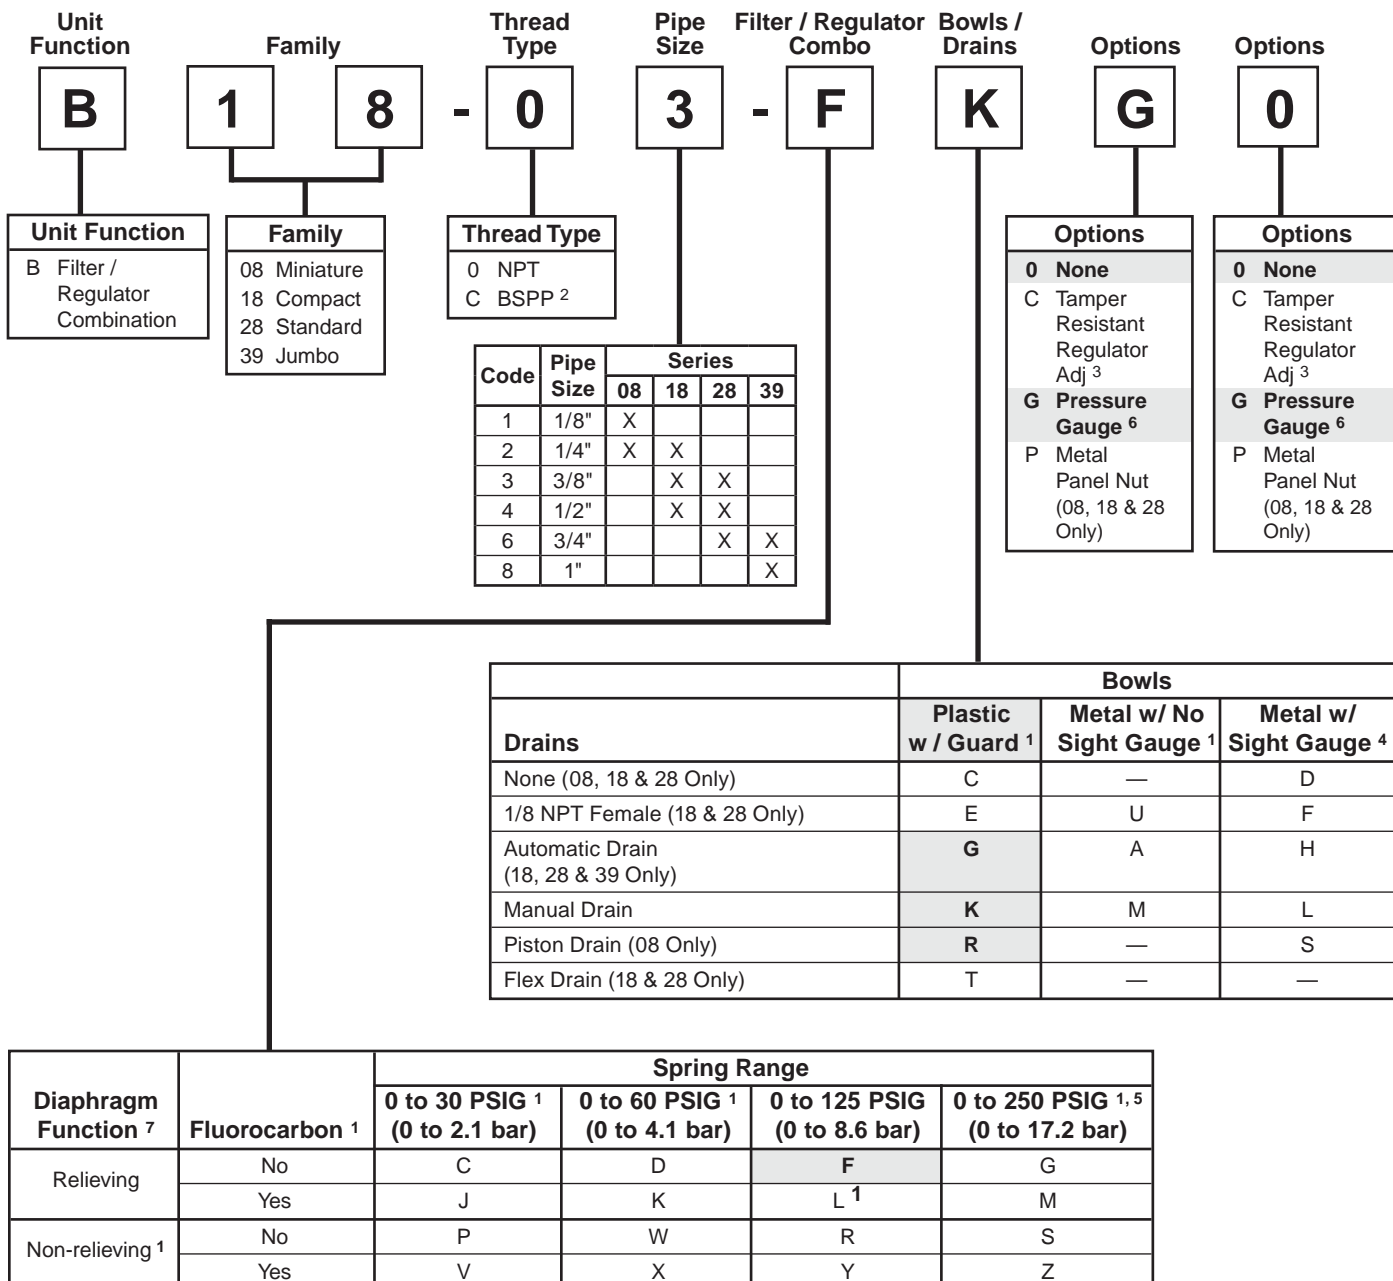 Unit Function
Family
Thread Type
Pipe Size
Filter / Regulator Combo
Bowls / Drains
Options
Options
B 1 8 - 0 3 - F K G 0
Unit Function
B Filter /
Regulator
Combination
Family
08 Miniature
18 Compact
28 Standard
39 Jumbo
Thread Type
0 NPT
C BSPP 2
Code Pipe Size Series
08 18 28 39
1 1/8" X
2 1/4" X X
3 3/8" X X
4 1/2" X X
6 3/4" X X
8 1" X
Options
0 None
C Tamper
Resistant
Regulator
Adj 3
G Pressure
Gauge 6
P Metal
Panel Nut
(08, 18 & 28
Only)
Options
0 None
C Tamper
Resistant
Regulator
Adj 3
G Pressure
Gauge 6
P Metal
Panel Nut
(08, 18 & 28
Only)
Bowls
Drains
Plastic w / Guard 1
Metal w/ No Sight Gauge 1
Metal w/ Sight Gauge 4
None (08, 18 & 28 Only) C — D
1/8 NPT Female (18 & 28 Only) E U F
Automatic Drain G A H
(18, 28 & 39 Only)
Manual Drain K M L
Piston Drain (08 Only) R — S
Flex Drain (18 & 28 Only) T — —
Spring Range
Diaphragm Function 7
Fluorocarbon 1
0 to 30 PSIG 1 (0 to 2.1 bar)
0 to 60 PSIG 1 (0 to 4.1 bar)
0 to 125 PSIG (0 to 8.6 bar)
0 to 250 PSIG 1, 5 (0 to 17.2 bar)
Relieving
No C D F G
Yes J K L 1 M
Non-relieving 1
No P W R S
Yes V X Y Z